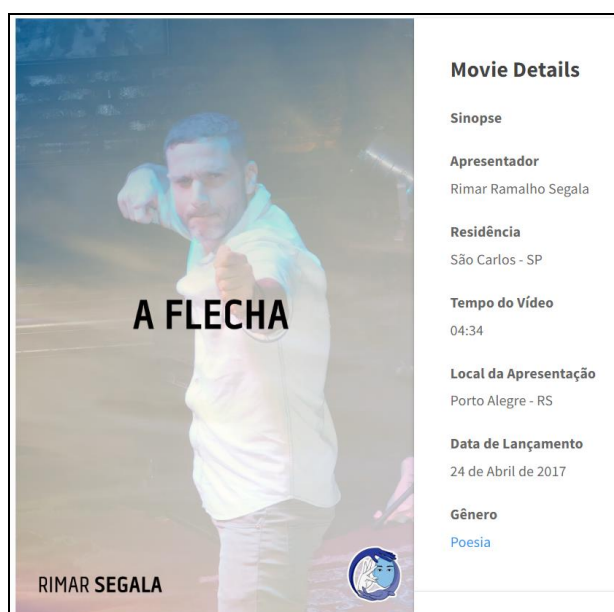 A FLECHA
RIMAR SEGALA
Movie Details
Sinopse
Apresentador
Rimar Ramalho Segala
Residência
São Carlos - SP
Tempo do Vídeo
04:34
Local da Apresentação
Porto Alegre - RS
Data de Lançamento
24 de Abril de 2017
Gênero
Poesia